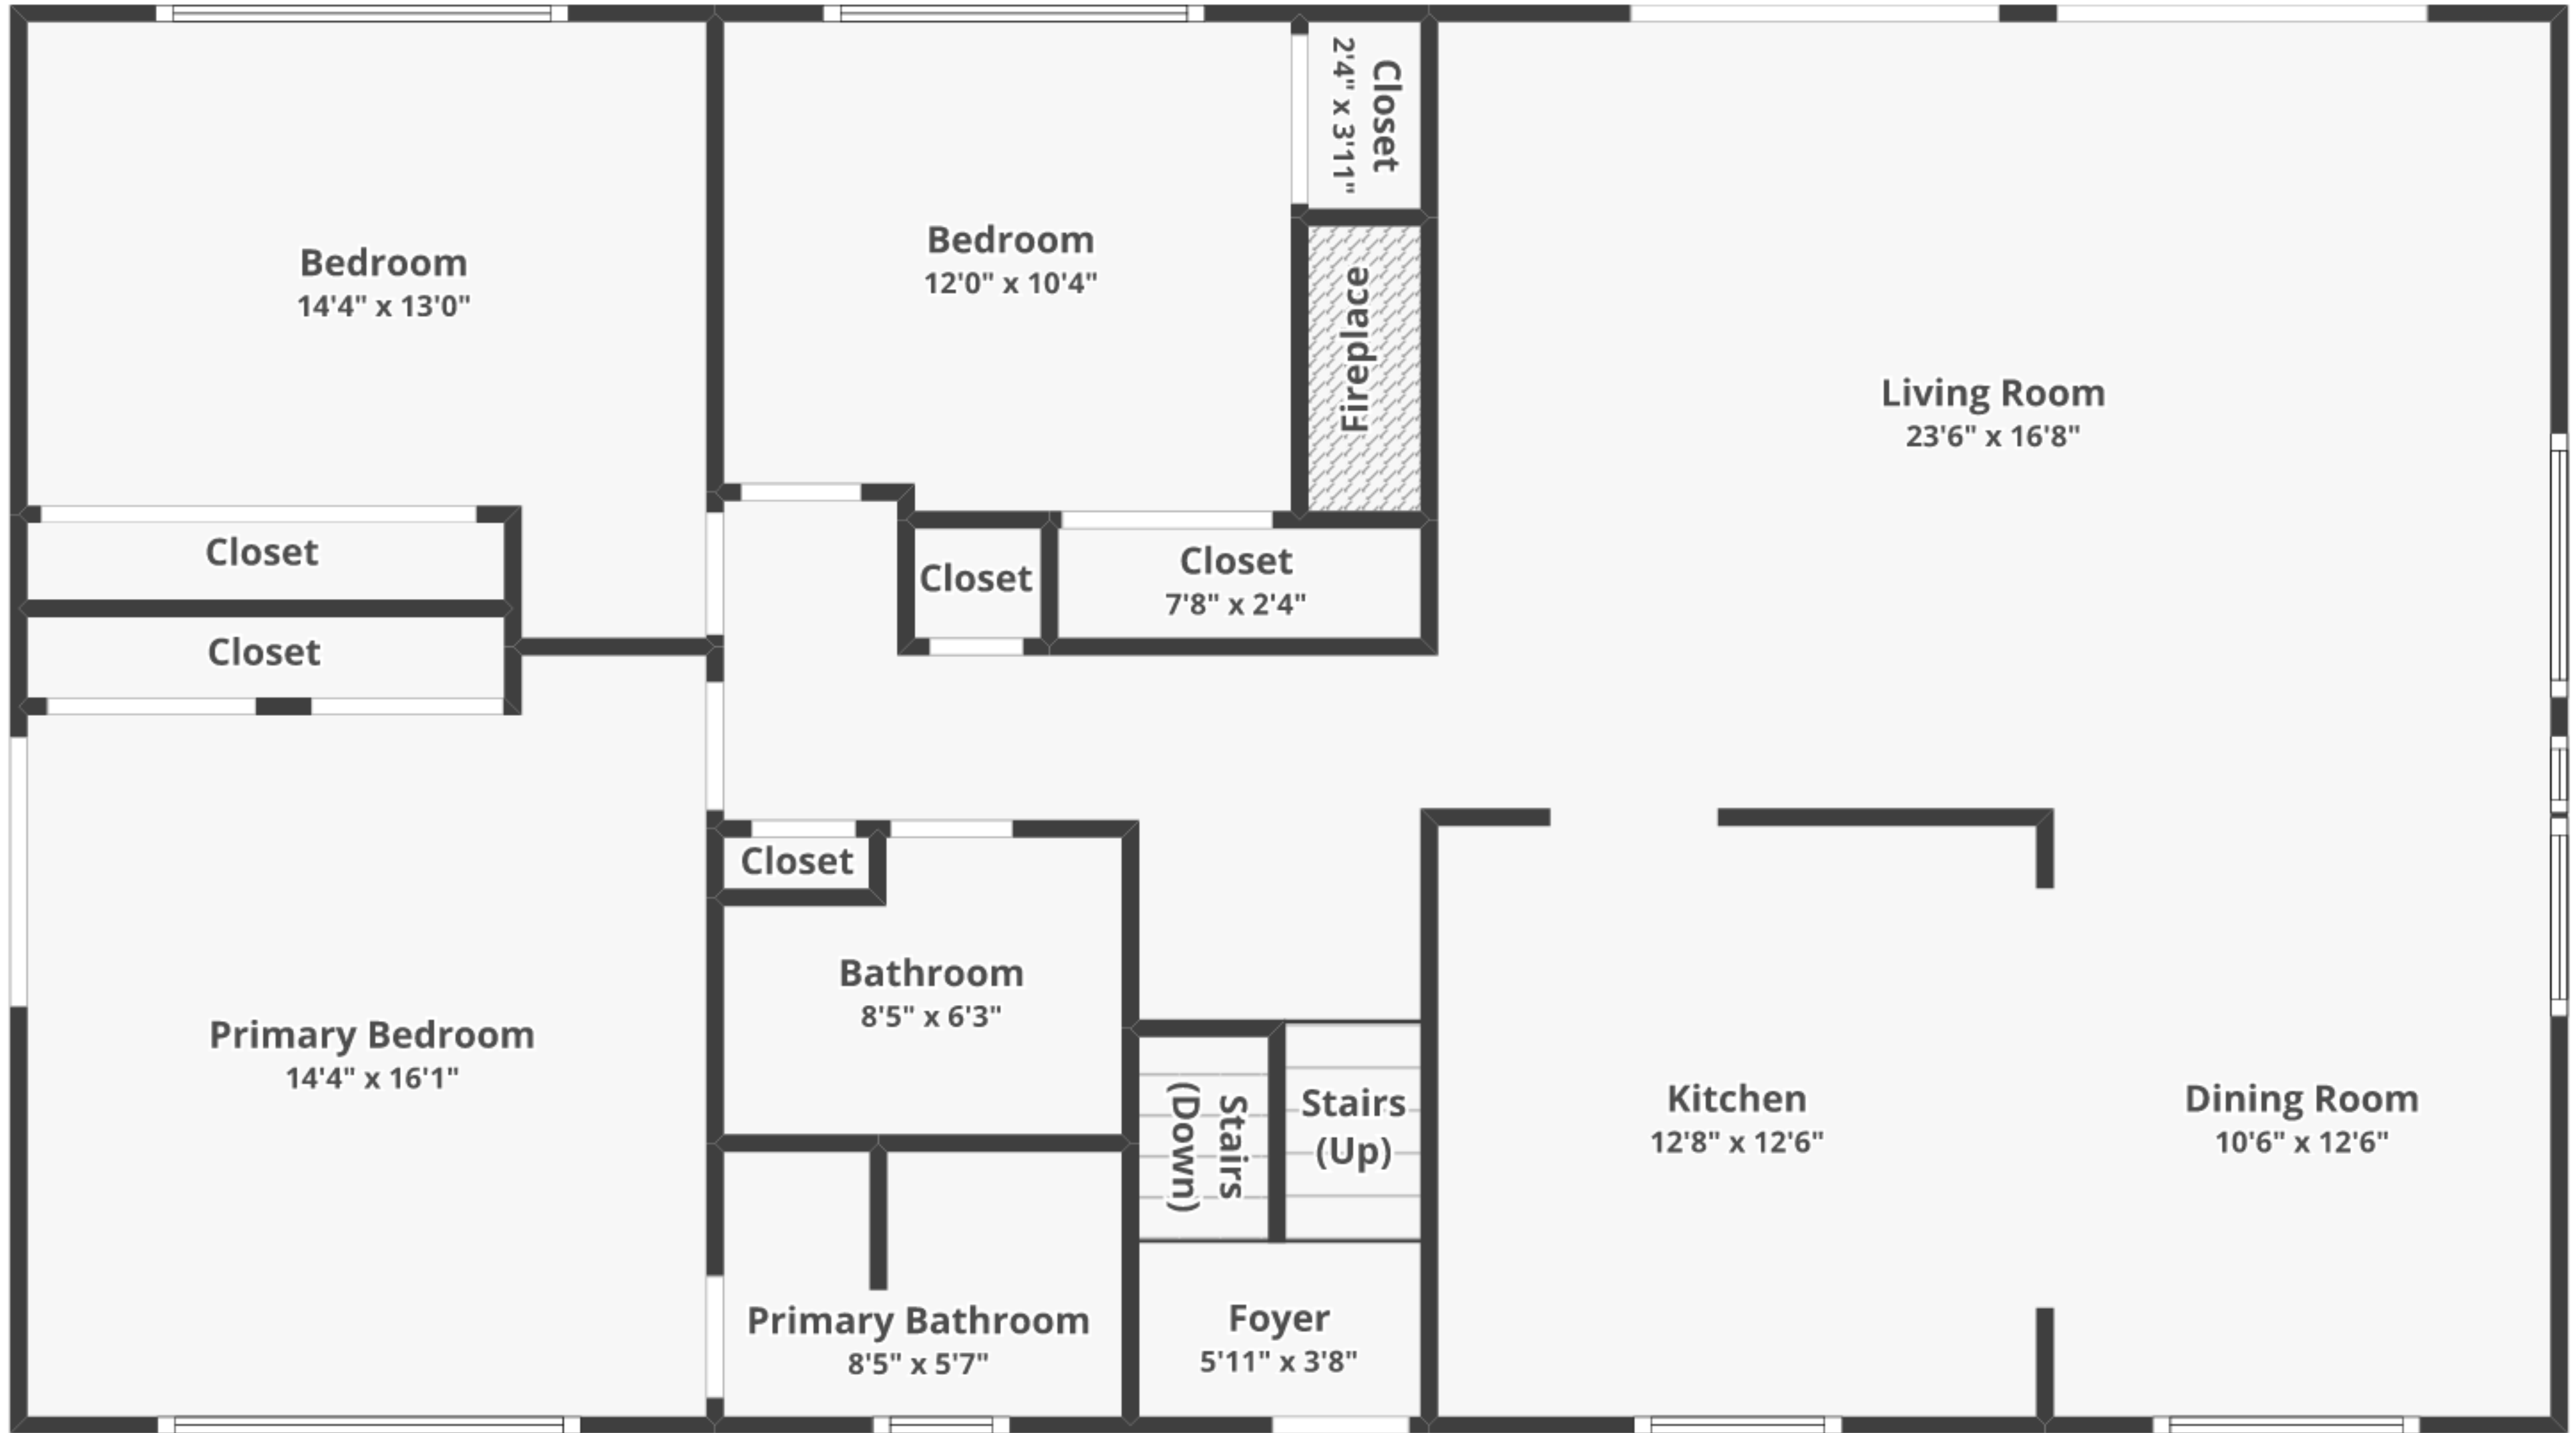 Closet
2'4" x 3'11"
Bedroom
12'0" x 10'4"
Bedroom
14'4" x 13'0"
Fireplace
Living Room
23'6" x 16'8"
Closet
Closet
Closet
7'8" x 2'4"
Closet
Closet
Bathroom
8'5" x 6'3"
Primary Bedroom
14'4" x 16'1"
Stairs
(Down)
Stairs
(Up)
Kitchen
12'8" x 12'6"
Dining Room
10'6" x 12'6"
Primary Bathroom
8'5" x 5'7"
Foyer
5'11" x 3'8"